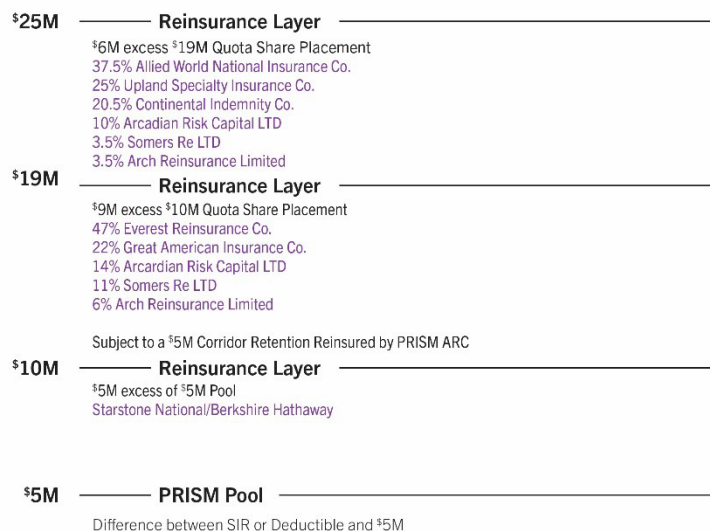 $25M Reinsurance Layer
$6M excess $19M Quota Share Placement
37.5% Allied World National Insurance Co.
25% Upland Specialty Insurance Co.
20.5% Continental Indemnity Co.
10% Arcadian Risk Capital LTD
3.5% Somers Re LTD
3.5% Arch Reinsurance Limited
$19M Reinsurance Layer
$9M excess $10M Quota Share Placement
47% Everest Reinsurance Co.
22% Great American Insurance Co.
14% Arcardian Risk Capital LTD
11% Somers Re LTD
6% Arch Reinsurance Limited
Subject to a $5M Corridor Retention Reinsured by PRISM ARC
$10M Reinsurance Layer
$5M excess of $5M Pool
Starstone National/Berkshire Hathaway
$5M PRISM Pool
Difference between SIR or Deductible and $5M